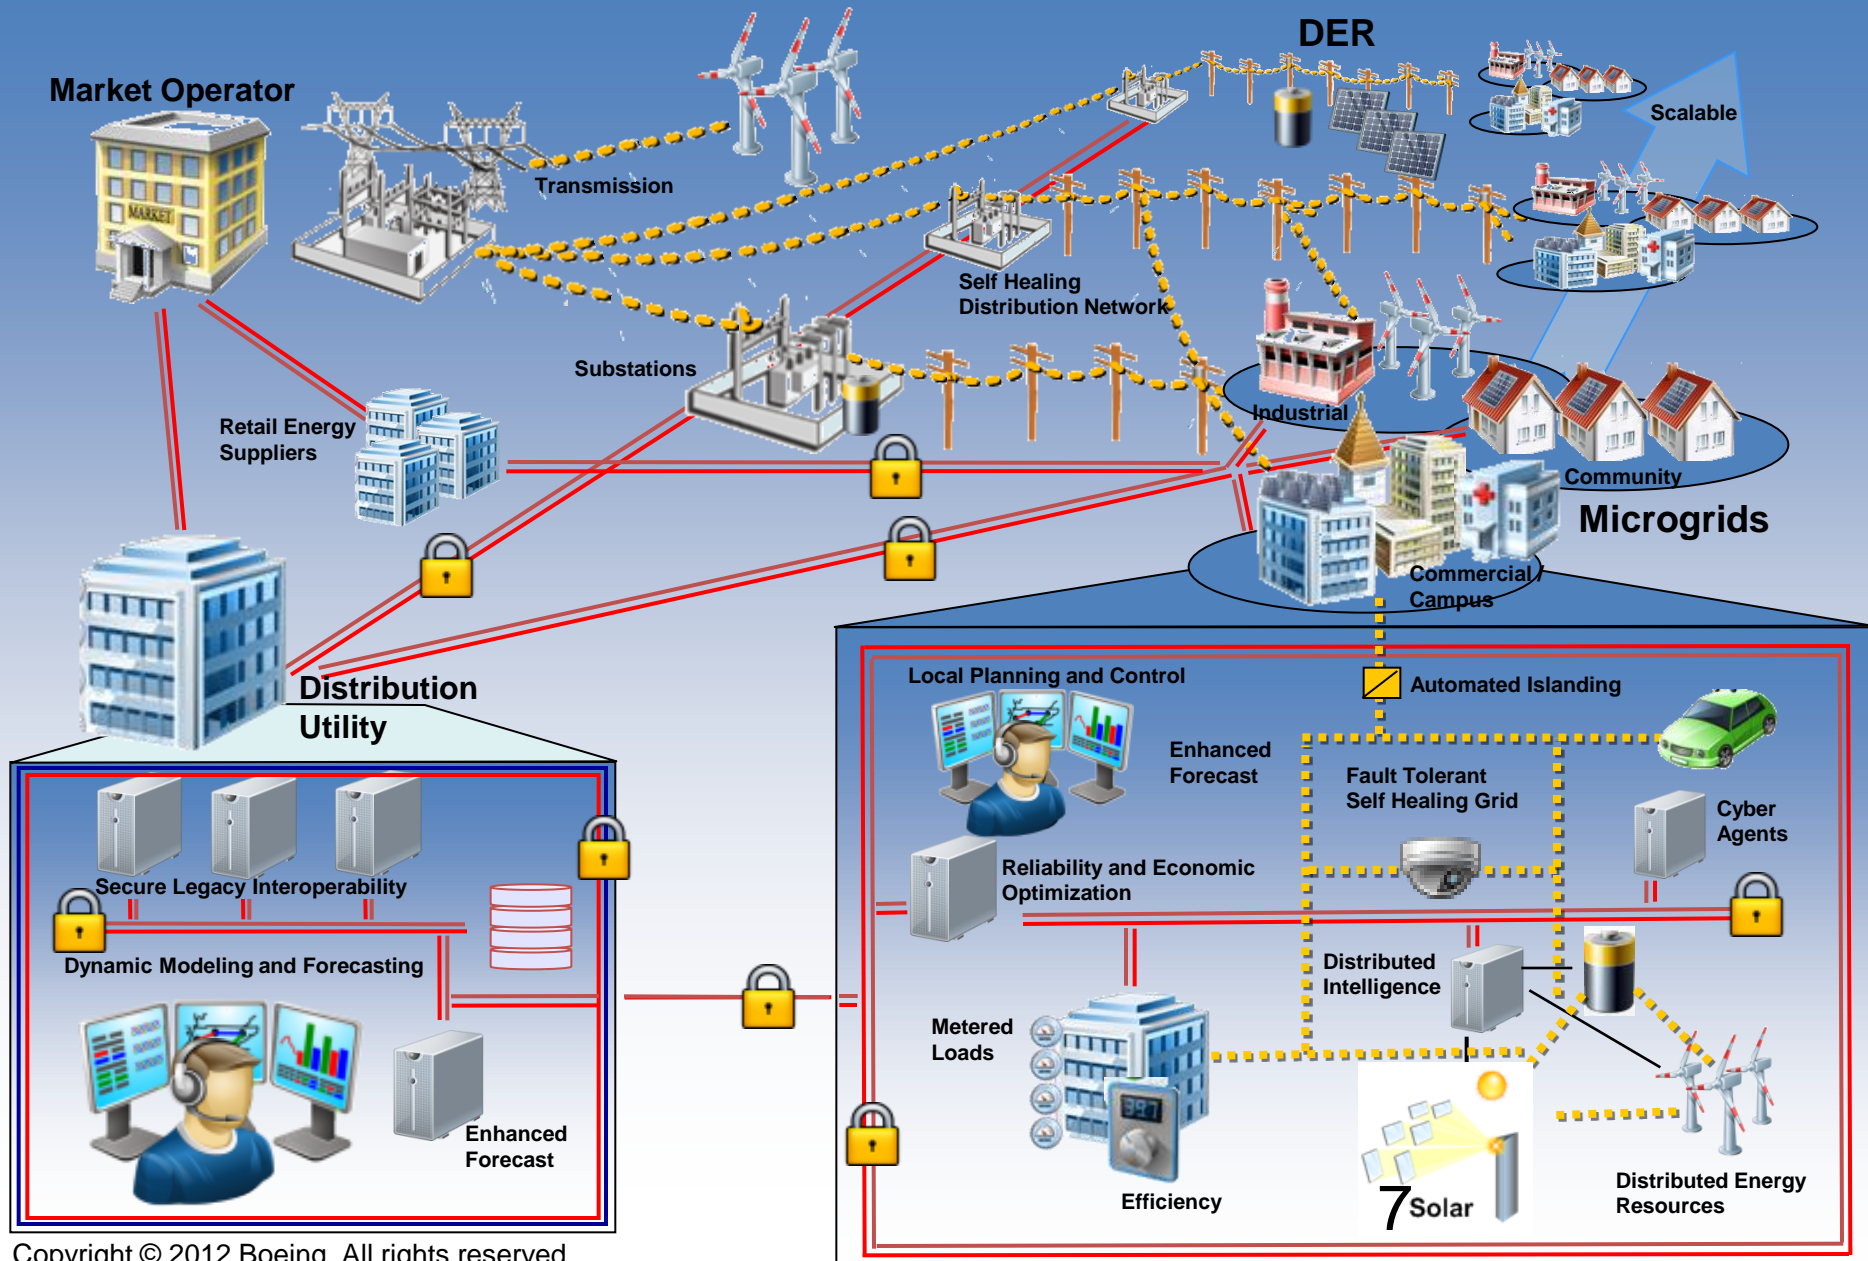 DER
Market Operator
Scalable
Transmission
MARKET
Self Healing
Distribution Network
Substations
Industrial
Retail Energy
Suppliers
Community
Microgrids
Commercial /
Campus
Distribution
Utility
Local Planning and Control
Automated Islanding
Enhanced
Forecast
Fault Tolerant
Self Healing Grid
Cyber
Agents
Secure Legacy Interoperability
Reliability and Economic
Optimization
Dynamic Modeling and Forecasting
Distributed
Intelligence
Metered
Loads
Enhanced
Forecast
Efficiency
7
Solar
Distributed Energy
Resources
Copyright © 2012 Boeing. All rights reserved